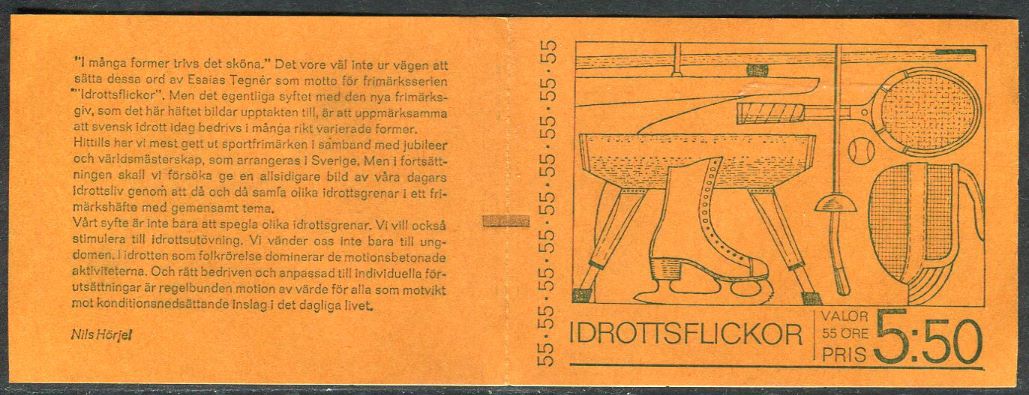 "I många former trivs det sköna." Det vore väl inte ur vägen att
sätta dessa ord av Esaias Tegnér som motto för frimärksserien
"Idrottsflickor". Men det egentliga syftet med den nya frimärks-
giv, som det här häftet bildar upptakten till, är att uppmärksamma
att svensk idrott idag bedrivs i många rikt varierade former.
Hittills har vi mest gett ut sportfrimärken i samband med jubileer
och världsmästerskap, som arrangeras i Sverige. Men i fortsätt-
ningen skall vi försöka ge en allsidigare bild av våra dagars
idrottsliv genom att då och då samla olika idrottsgrenar i ett fri-
märkshäfte med gemensamt tema.
Vårt syfte är inte bara att spegla olika idrottsgrenar. Vi vill också
stimulera till idrottsutövning. Vi vänder oss inte bara till ung-
domen. I idrotten som folkrörelse dominerar de motionsbetonade
aktiviteterna. Och rätt bedriven och anpassad till individuella för-
utsättningar är regelbunden motion av värde för alla som motvikt
mot konditionsnedsättande inslag i det dagliga livet.
Nils Hörjel
55·55·55·55·55·55·55·55·55·55
IDROTTSFLICKOR
VALÖR
55 ÖRE
PRIS 5:50